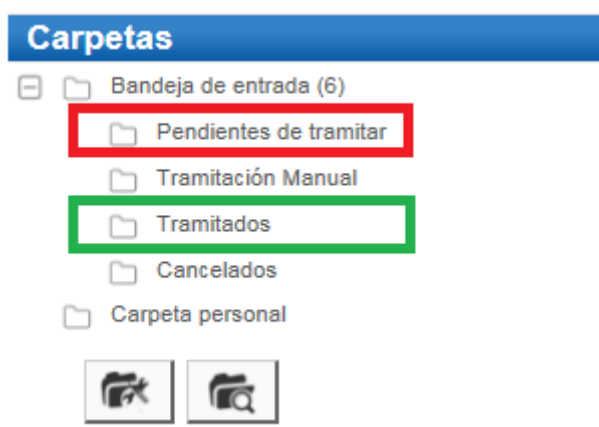 Carpetas
Bandeja de entrada (6)
Pendientes de tramitar
Tramitación Manual
Tramitados
Cancelados
Carpeta personal